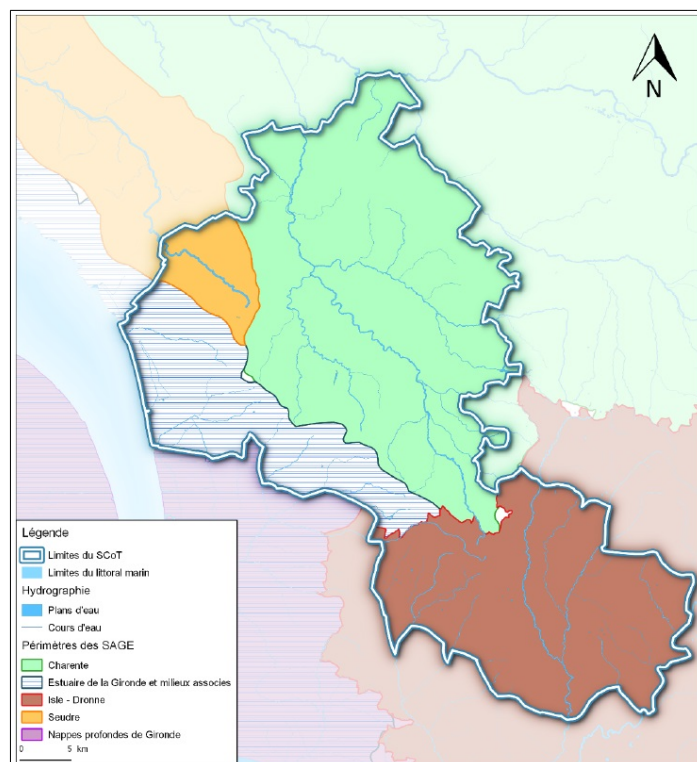 N
Légende
Limites du SCoT
Limites du littoral marin
Hydrographie
Plans d'eau
Cours d'eau
Périmètres des SAGE
Charente
Estuaire de la Gironde et milieux associes
Isle - Dronne
Seudre
Nappes profondes de Gironde
0 5 km